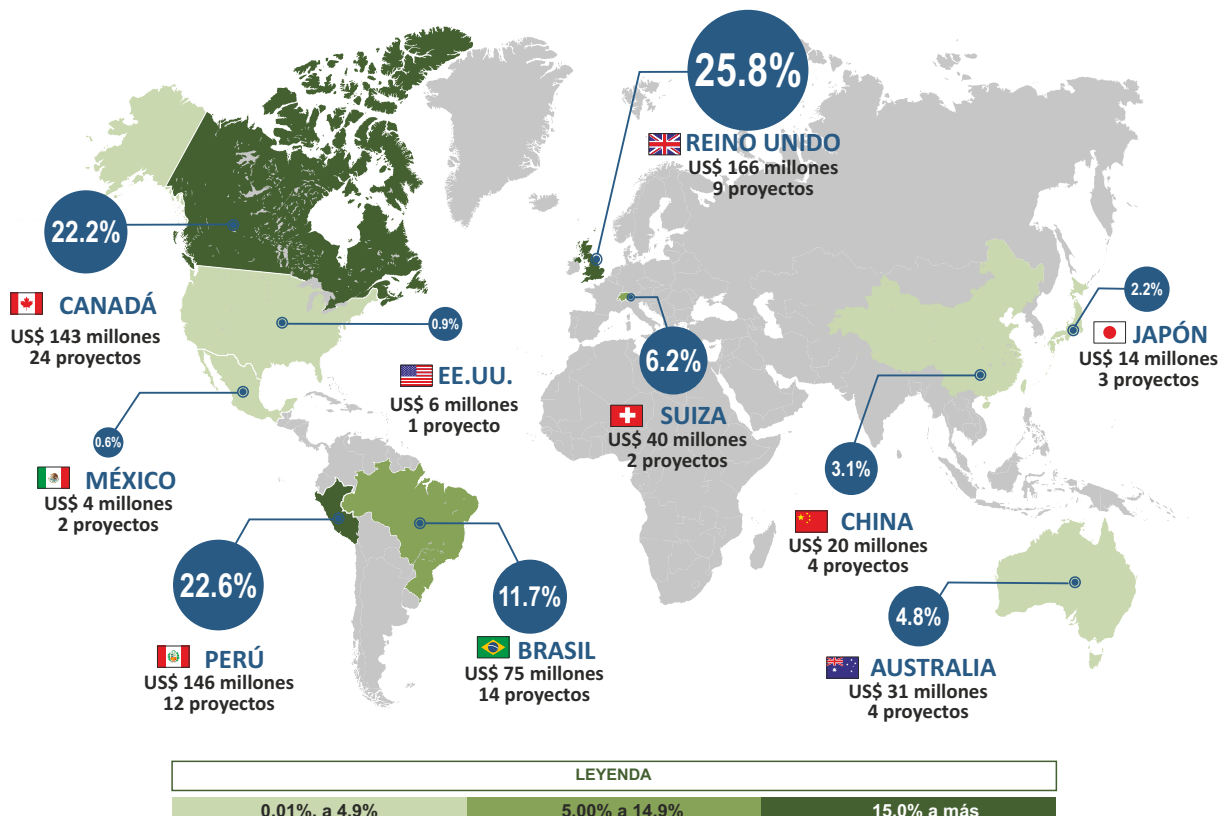 25.8%
REINO UNIDO
US$ 166 millones
9 proyectos
22.2%
CANADÁ
US$ 143 millones
24 proyectos
0.9%
EE.UU.
US$ 6 millones
1 proyecto
6.2%
SUIZA
US$ 40 millones
2 proyectos
2.2%
JAPÓN
US$ 14 millones
3 proyectos
0.6%
MÉXICO
US$ 4 millones
2 proyectos
3.1%
CHINA
US$ 20 millones
4 proyectos
22.6%
PERÚ
US$ 146 millones
12 proyectos
11.7%
BRASIL
US$ 75 millones
14 proyectos
4.8%
AUSTRALIA
US$ 31 millones
4 proyectos
LEYENDA
0.01%. a 4.9%
5.00% a 14.9%
15.0% a más